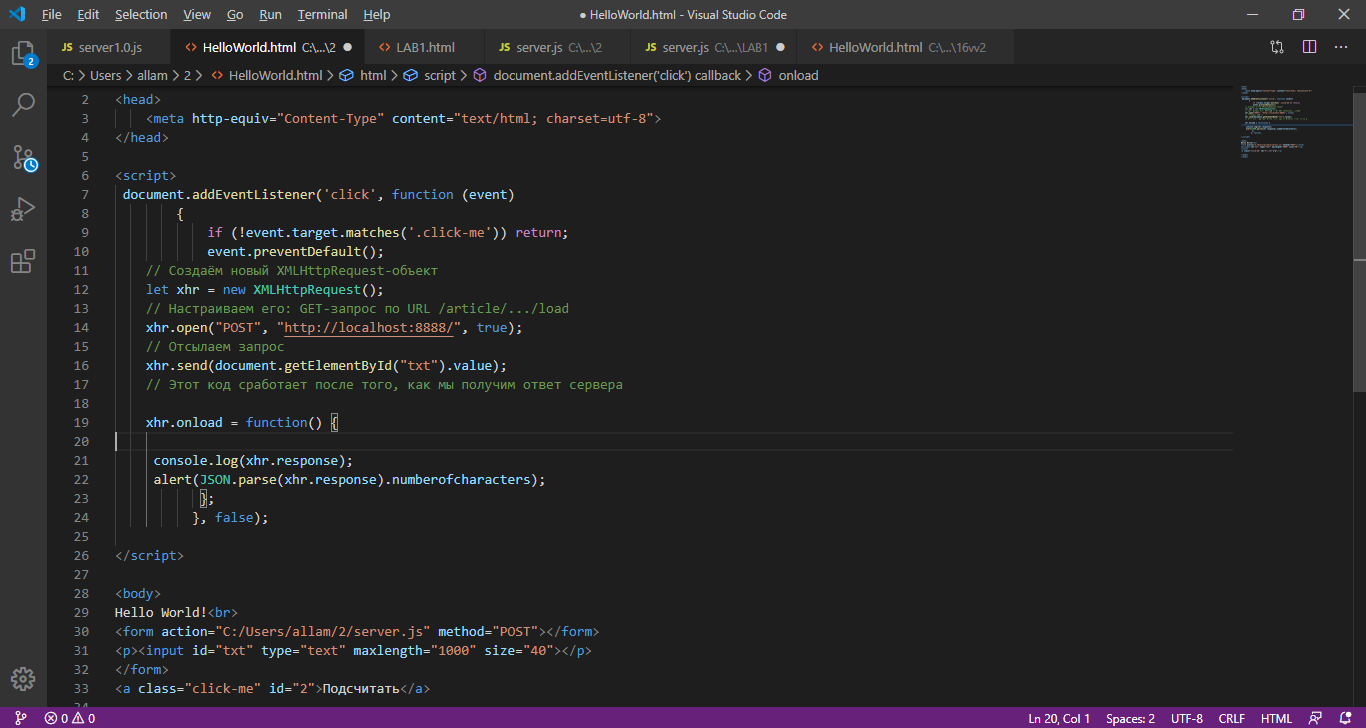 File Edit Selection View Go Run Terminal Help ● HelloWorld.html - Visual Studio Code
JS server1.0.js <> HelloWorld.html C:\...\2 ● <> LAB1.html JS server.js C:\...\2 JS server.js C:\...\LAB1 ● <> HelloWorld.html C:\...\16vv2
2
C: > Users > allam > 2 > <> HelloWorld.html > html > script > document.addEventListener('click') callback > onload
2 <head>
3 <meta http-equiv="Content-Type" content="text/html; charset=utf-8">
4 </head>
5
6 <script>
7 document.addEventListener('click', function (event)
8 {
9 if (!event.target.matches('.click-me')) return;
10 event.preventDefault();
11 // Создаём новый XMLHttpRequest-объект
12 let xhr = new XMLHttpRequest();
13 // Настраиваем его: GET-запрос по URL /article/.../load
14 xhr.open("POST", "http://localhost:8888/", true);
15 // Отсылаем запрос
16 xhr.send(document.getElementById("txt").value);
17 // Этот код сработает после того, как мы получим ответ сервера
18
19 xhr.onload = function() {
20
21 console.log(xhr.response);
22 alert(JSON.parse(xhr.response).numberofcharacters);
23 };
24 }, false);
25
26 </script>
27
28 <body>
29 Hello World!<br>
30 <form action="C:/Users/allam/2/server.js" method="POST"></form>
31 <p><input id="txt" type="text" maxlength="1000" size="40"></p>
32 </form>
33 <a class="click-me" id="2">Подсчитать</a>
0 0 Ln 20, Col 1 Spaces: 2 UTF-8 CRLF HTML